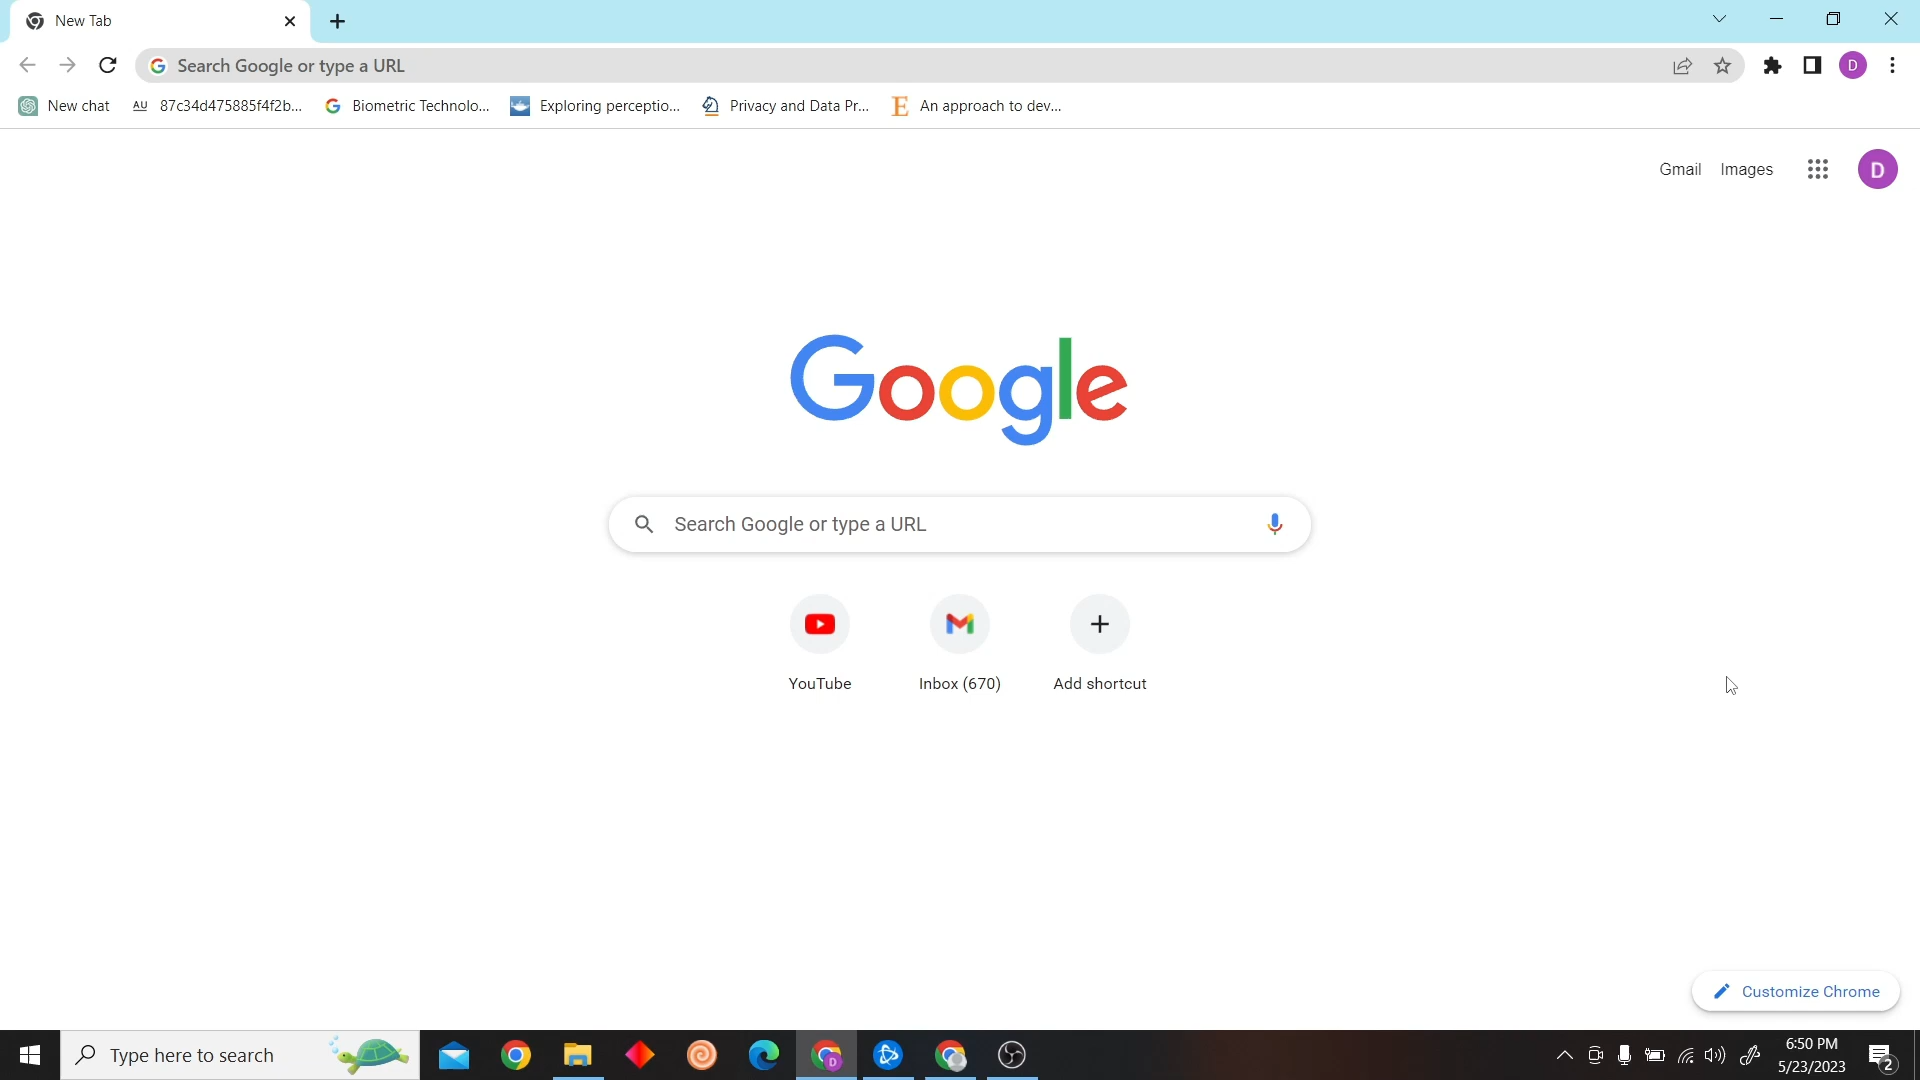 New Tab
Search Google or type a URL
New chat
AU 87c34d475885f4f2b...
Biometric Technolo...
Exploring perceptio...
Privacy and Data Pr...
E An approach to dev...
Gmail Images
D
D
Google
Search Google or type a URL
YouTube
Inbox (670)
Add shortcut
Customize Chrome
Type here to search
D
6:50 PM
5/23/2023
2